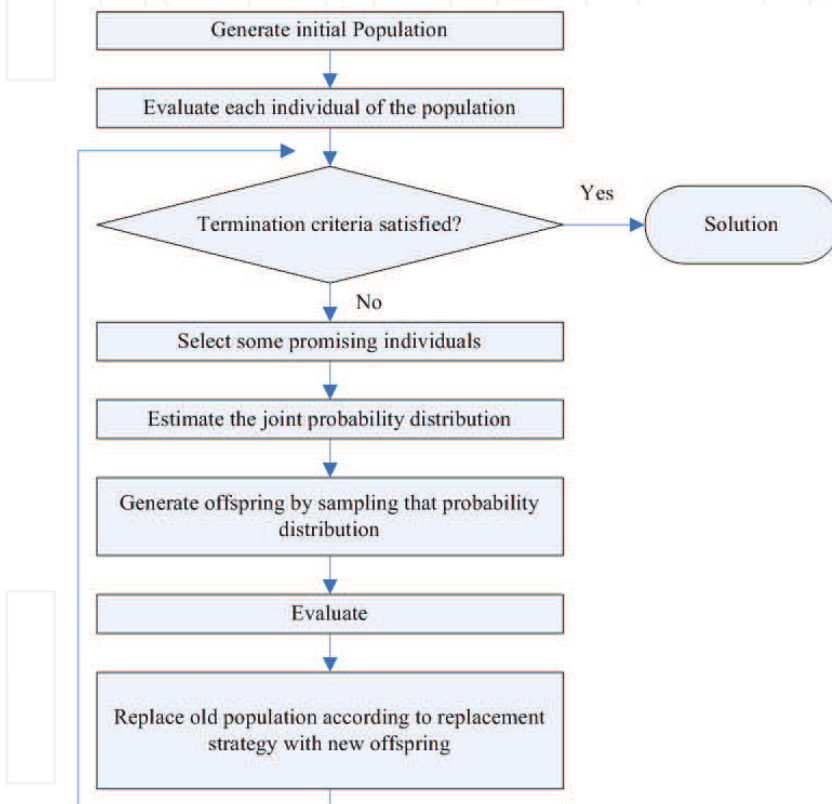 Generate initial Population
Evaluate each individual of the population
Termination criteria satisfied?
Yes
Solution
No
Select some promising individuals
Estimate the joint probability distribution
Generate offspring by sampling that probability
distribution
Evaluate
Replace old population according to replacement
strategy with new offspring